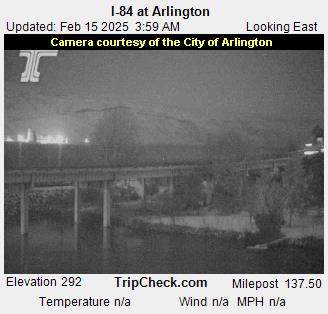 I-84 at Arlington
Updated: Feb 15 2025 3:59 AM Looking East
Camera courtesy of the City of Arlington
Elevation 292 TripCheck.com Milepost 137.50
Temperature n/a Wind n/a MPH n/a